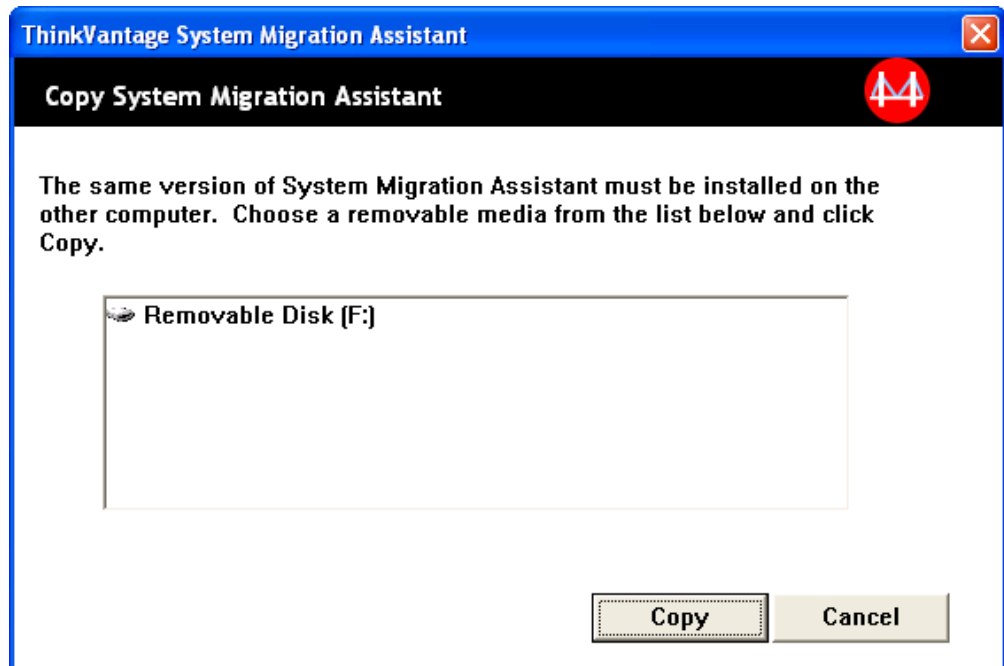 ThinkVantage System Migration Assistant
Copy System Migration Assistant
The same version of System Migration Assistant must be installed on the
other computer. Choose a removable media from the list below and click
Copy.
Removable Disk (F:)
Copy Cancel